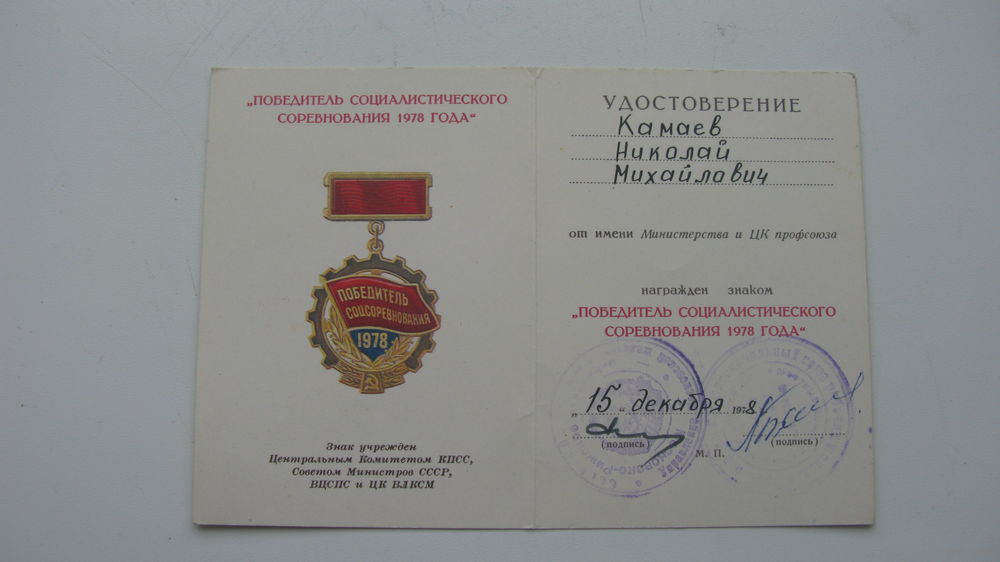 „ПОБЕДИТЕЛЬ СОЦИАЛИСТИЧЕСКОГО
СОРЕВНОВАНИЯ 1978 ГОДА“
ПОБЕДИТЕЛЬ
СОЦСОРЕВНОВАНИЯ
1978
Знак учрежден
Центральным Комитетом КПСС,
Советом Министров СССР,
ВЦСПС и ЦК ВЛКСМ
УДОСТОВЕРЕНИЕ
Камаев
Николай
Михайлович
от имени Министерства и ЦК профсоюза
награжден знаком
„ПОБЕДИТЕЛЬ СОЦИАЛИСТИЧЕСКОГО
СОРЕВНОВАНИЯ 1978 ГОДА“
„15“ декабря 1978
(подпись) (подпись)
М. П.